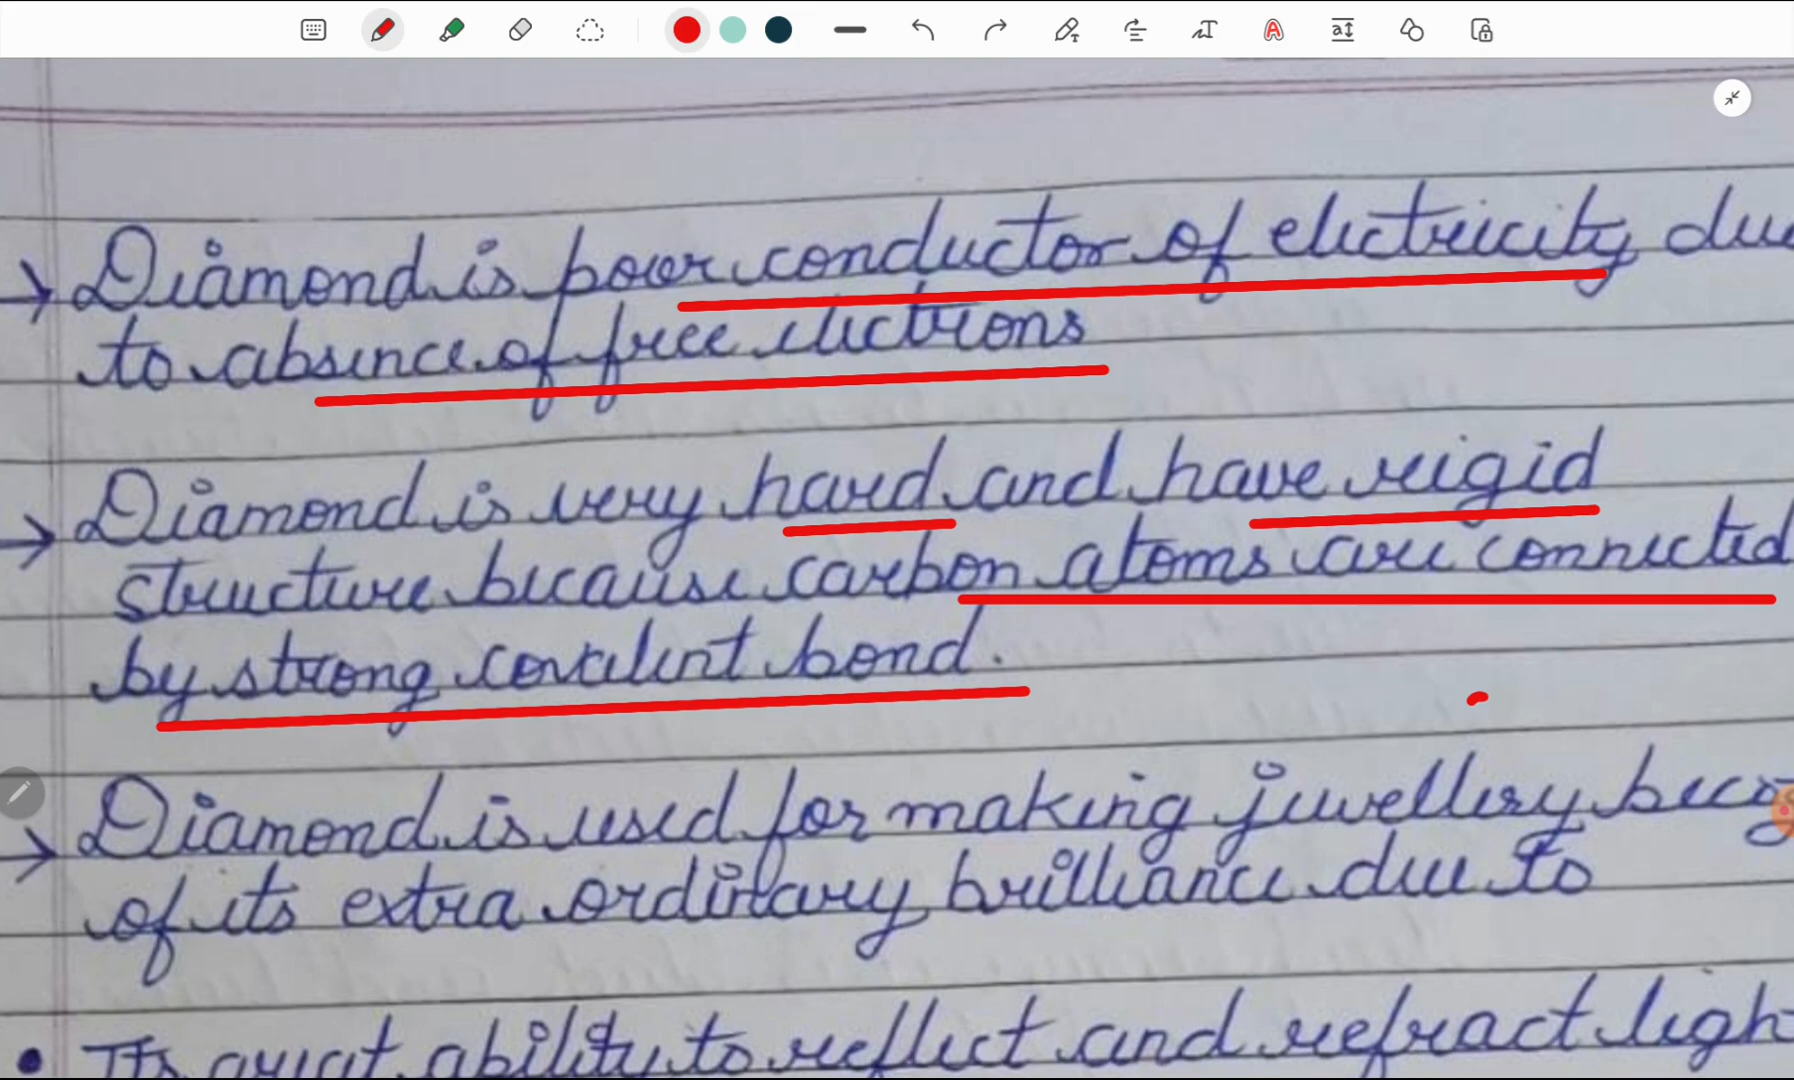 → Diamond is poor conductor of electricity due
to absence of free electrons
→ Diamond is very hard and have rigid
structure because carbon atoms are connected
by strong covalent bond.
→ Diamond is used for making jewellery
of its extra ordinary brilliance due to
• Its great ability to reflect and refract light